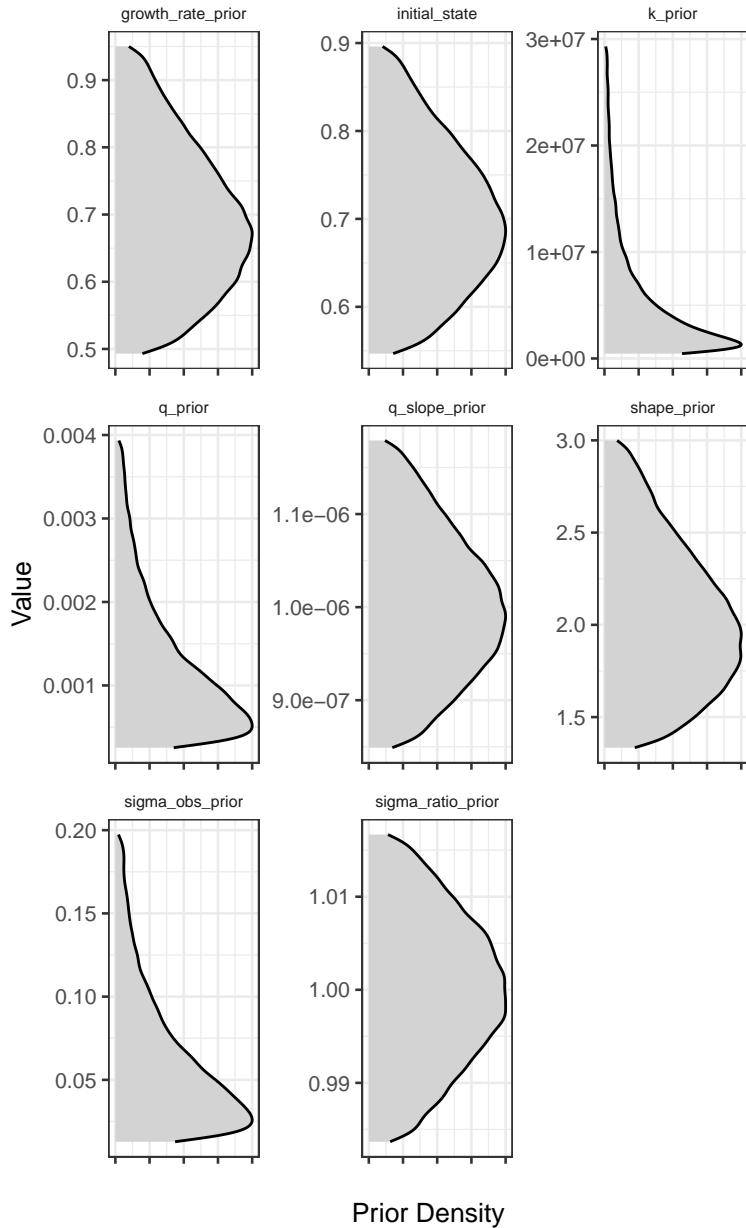 growth_rate_prior
0.9
0.8
0.7
0.6
0.5
initial_state
0.9
0.8
0.7
0.6
k_prior
3e+07
2e+07
1e+07
0e+00
q_prior
0.004
0.003
0.002
0.001
q_slope_prior
1.1e−06
1.0e−06
9.0e−07
shape_prior
3.0
2.5
2.0
1.5
Value
sigma_obs_prior
0.20
0.15
0.10
0.05
sigma_ratio_prior
1.01
1.00
0.99
Prior Density